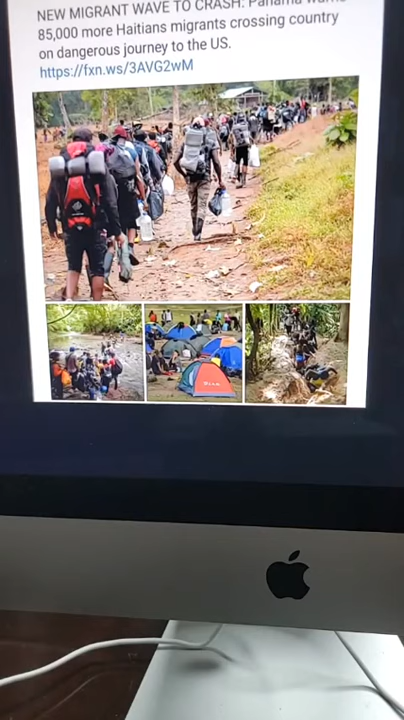 NEW MIGRANT WAVE TO CRASH: Panama warns
85,000 more Haitians migrants crossing country
on dangerous journey to the US.
https://fxn.ws/3AVG2wM